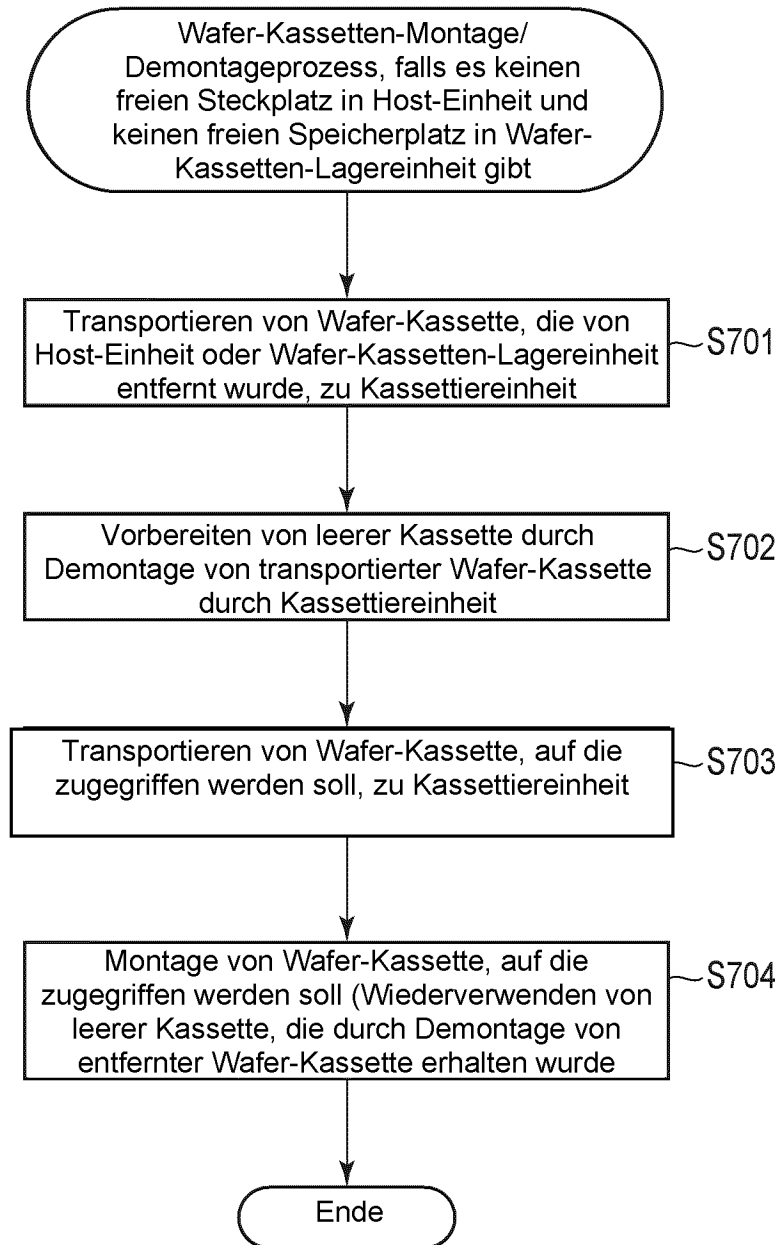 Wafer-Kassetten-Montage/
Demontageprozess, falls es keinen
freien Steckplatz in Host-Einheit und
keinen freien Speicherplatz in Wafer-
Kassetten-Lagereinheit gibt
Transportieren von Wafer-Kassette, die von
Host-Einheit oder Wafer-Kassetten-Lagereinheit
entfernt wurde, zu Kassettiereinheit
S701
Vorbereiten von leerer Kassette durch
Demontage von transportierter Wafer-Kassette
durch Kassettiereinheit
S702
Transportieren von Wafer-Kassette, auf die
zugegriffen werden soll, zu Kassettiereinheit
S703
Montage von Wafer-Kassette, auf die
zugegriffen werden soll (Wiederverwenden von
leerer Kassette, die durch Demontage von
entfernter Wafer-Kassette erhalten wurde
S704
Ende